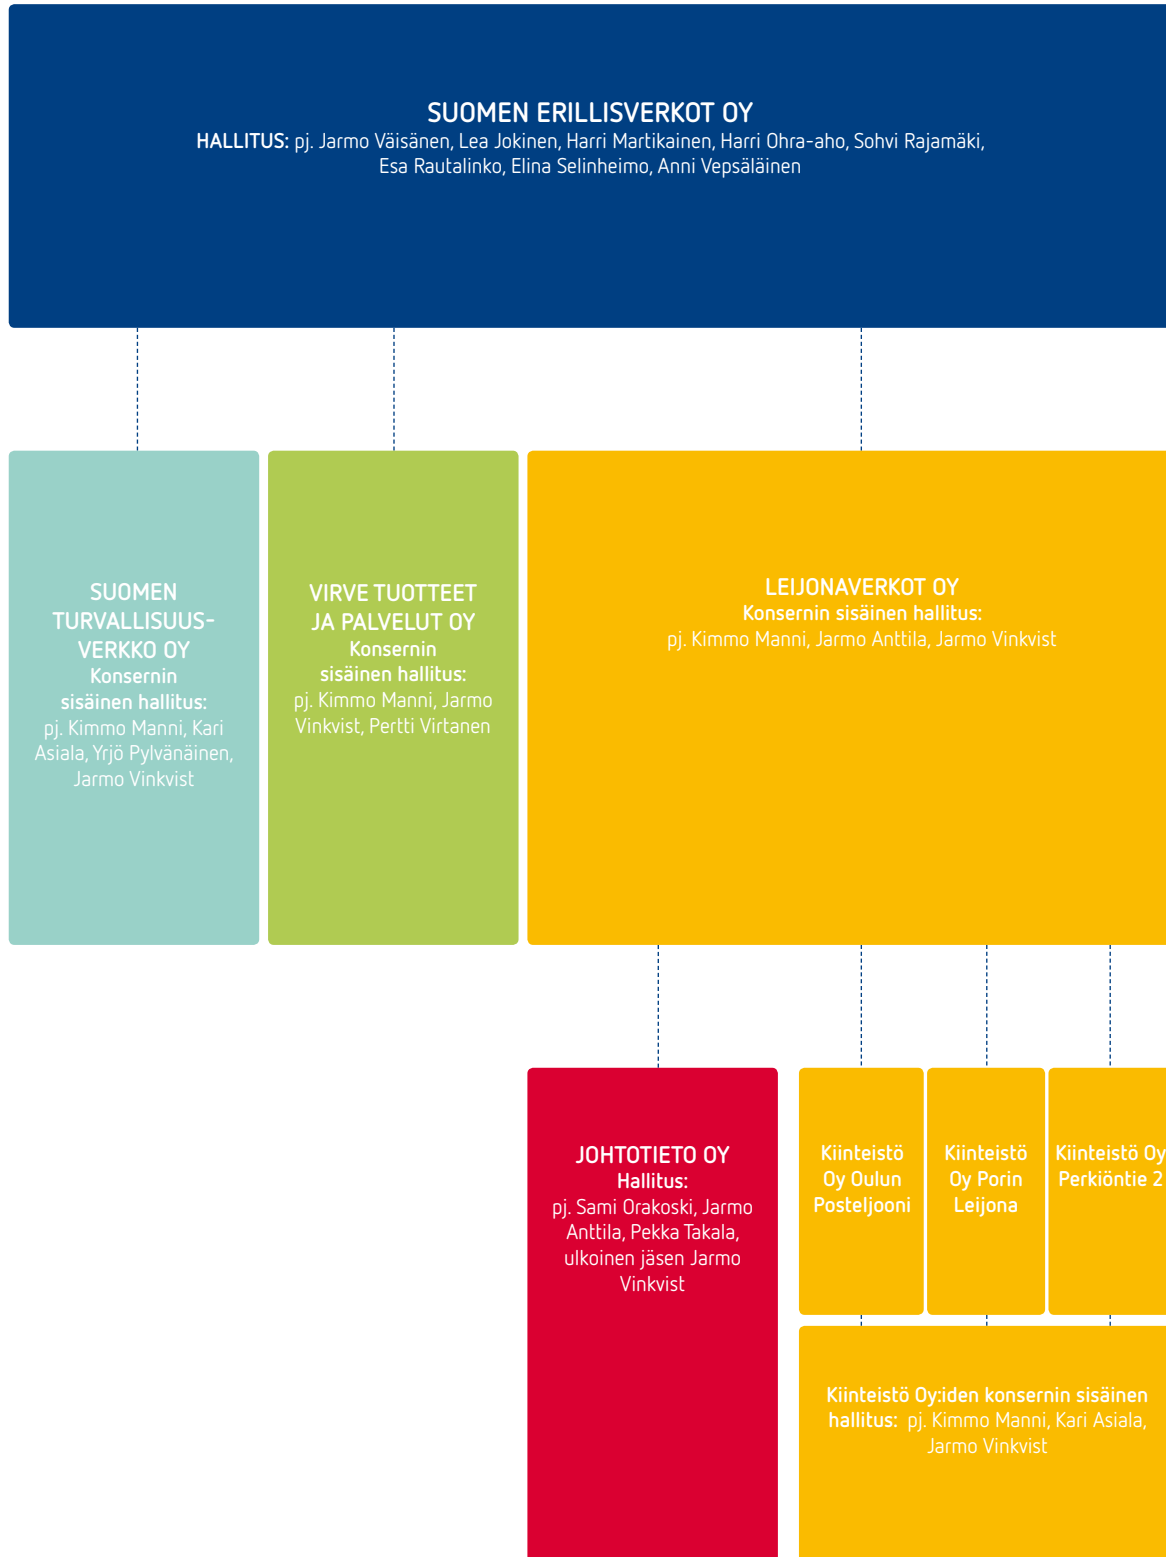 SUOMEN ERILLISVERKOT OY
HALLITUS: pj. Jarmo Väisänen, Lea Jokinen, Harri Martikainen, Harri Ohra-aho, Sohvi Rajamäki,
Esa Rautalinko, Elina Selinheimo, Anni Vepsäläinen
SUOMEN
TURVALLISUUS-
VERKKO OY
Konsernin
sisäinen hallitus:
pj. Kimmo Manni, Kari
Asiala, Yrjö Pylvänäinen,
Jarmo Vinkvist
VIRVE TUOTTEET
JA PALVELUT OY
Konsernin
sisäinen hallitus:
pj. Kimmo Manni, Jarmo
Vinkvist, Pertti Virtanen
LEIJONAVERKOT OY
Konsernin sisäinen hallitus:
pj. Kimmo Manni, Jarmo Anttila, Jarmo Vinkvist
JOHTOTIETO OY
Hallitus:
pj. Sami Orakoski, Jarmo
Anttila, Pekka Takala,
ulkoinen jäsen Jarmo
Vinkvist
Kiinteistö
Oy Oulun
Posteljooni
Kiinteistö
Oy Porin
Leijona
Kiinteistö Oy
Perkiöntie 2
Kiinteistö Oy:iden konsernin sisäinen
hallitus: pj. Kimmo Manni, Kari Asiala,
Jarmo Vinkvist